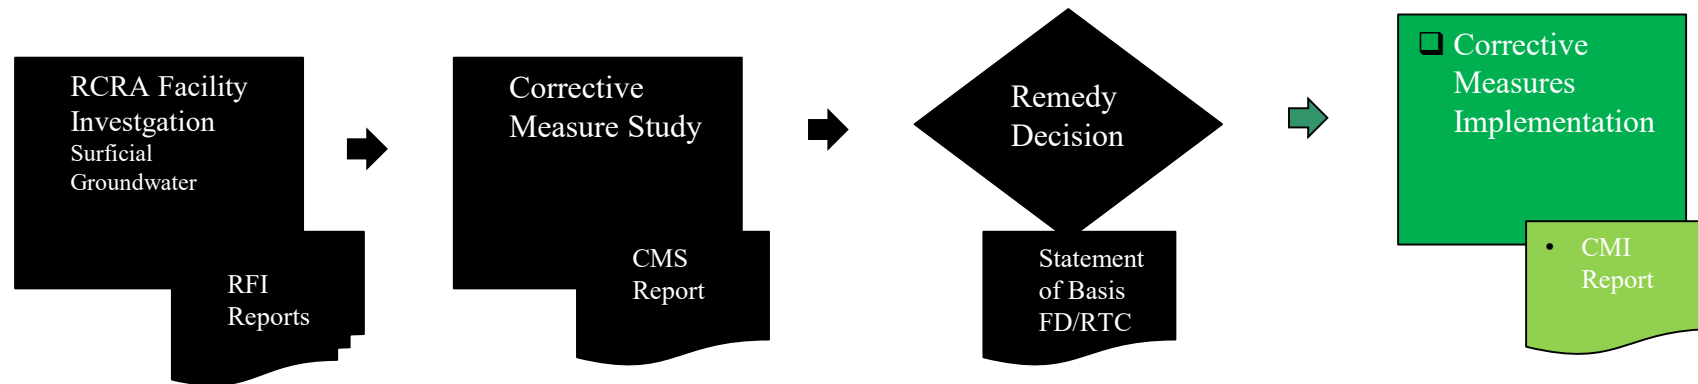 RCRA Facility
Investgation
Surficial
Groundwater
RFI
Reports
Corrective
Measure Study
CMS
Report
Remedy
Decision
Statement
of Basis
FD/RTC
❑ Corrective
Measures
Implementation
• CMI
Report